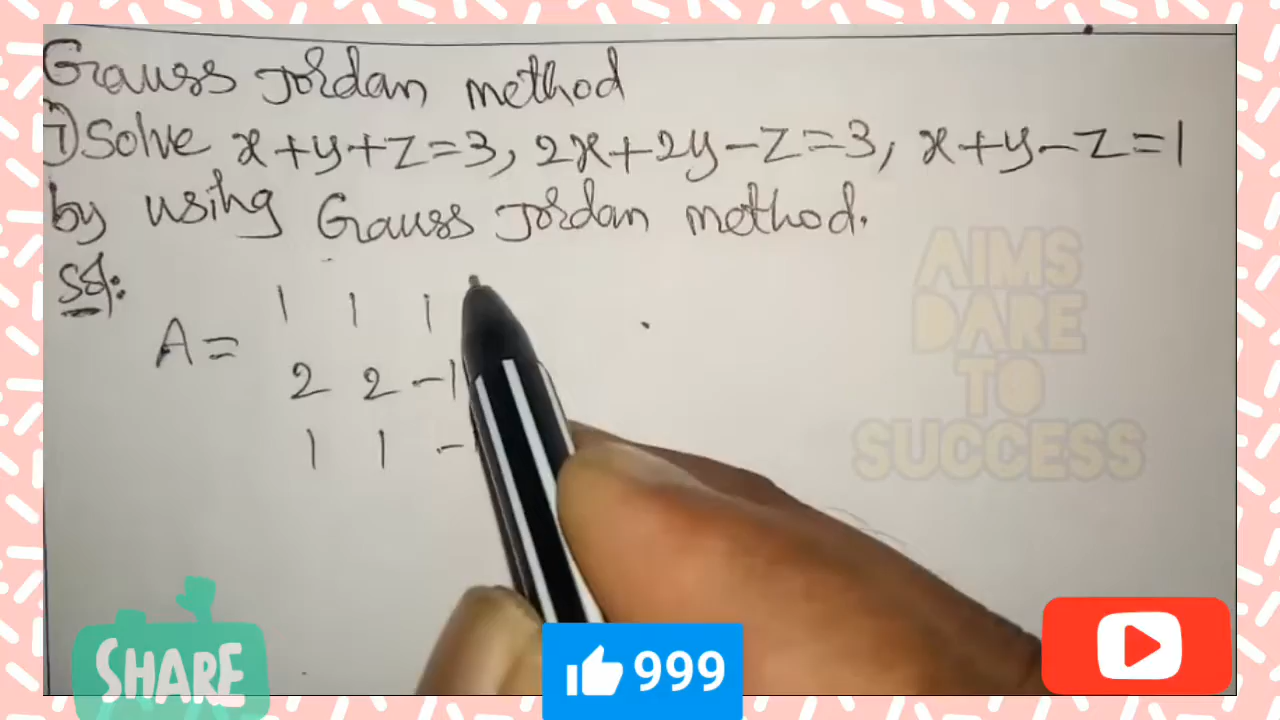 Gauss Jordan method
1) Solve x+y+z=3, 2x+2y-z=3, x+y-z=1
by using Gauss Jordan method.
Sol:
A=
1 1 1
2 2 -1
1 1 -
AIMS
DARE
TO
SUCCESS
SHARE
999